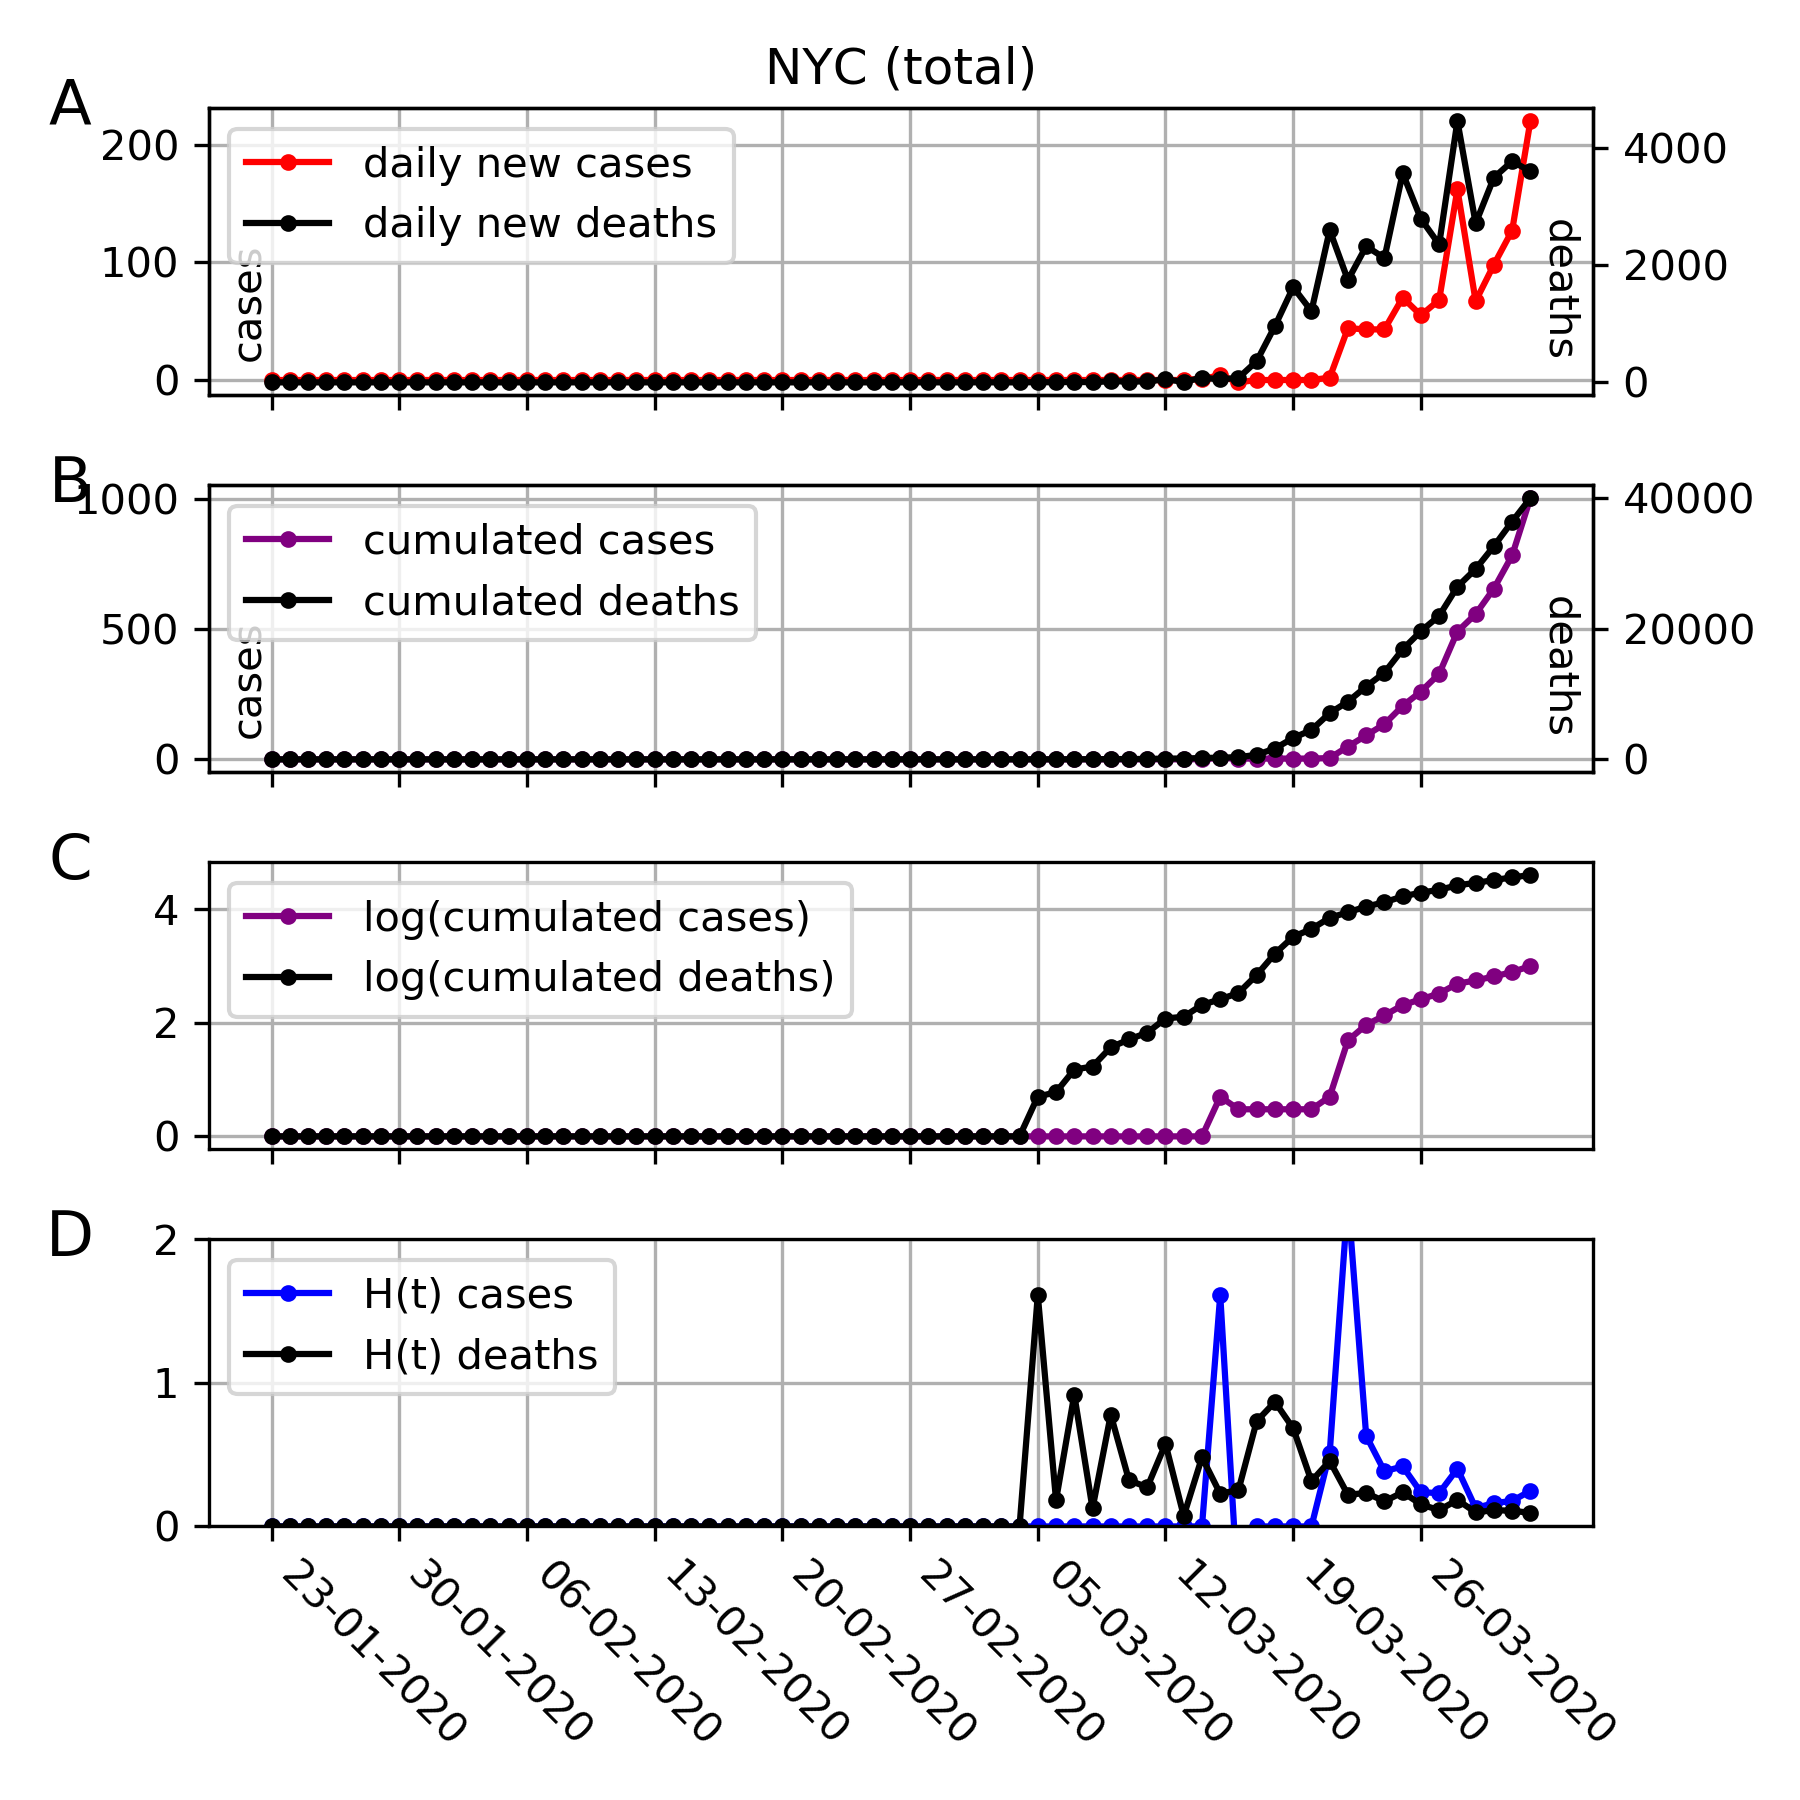 NYC (total)
A
200
100
0
cases
daily new cases
daily new deaths
4000
2000
0
deaths
B
1000
500
0
cases
cumulated cases
cumulated deaths
40000
20000
0
deaths
C
4
2
0
log(cumulated cases)
log(cumulated deaths)
D
2
1
0
H(t) cases
H(t) deaths
23-01-2020
30-01-2020
06-02-2020
13-02-2020
20-02-2020
27-02-2020
05-03-2020
12-03-2020
19-03-2020
26-03-2020